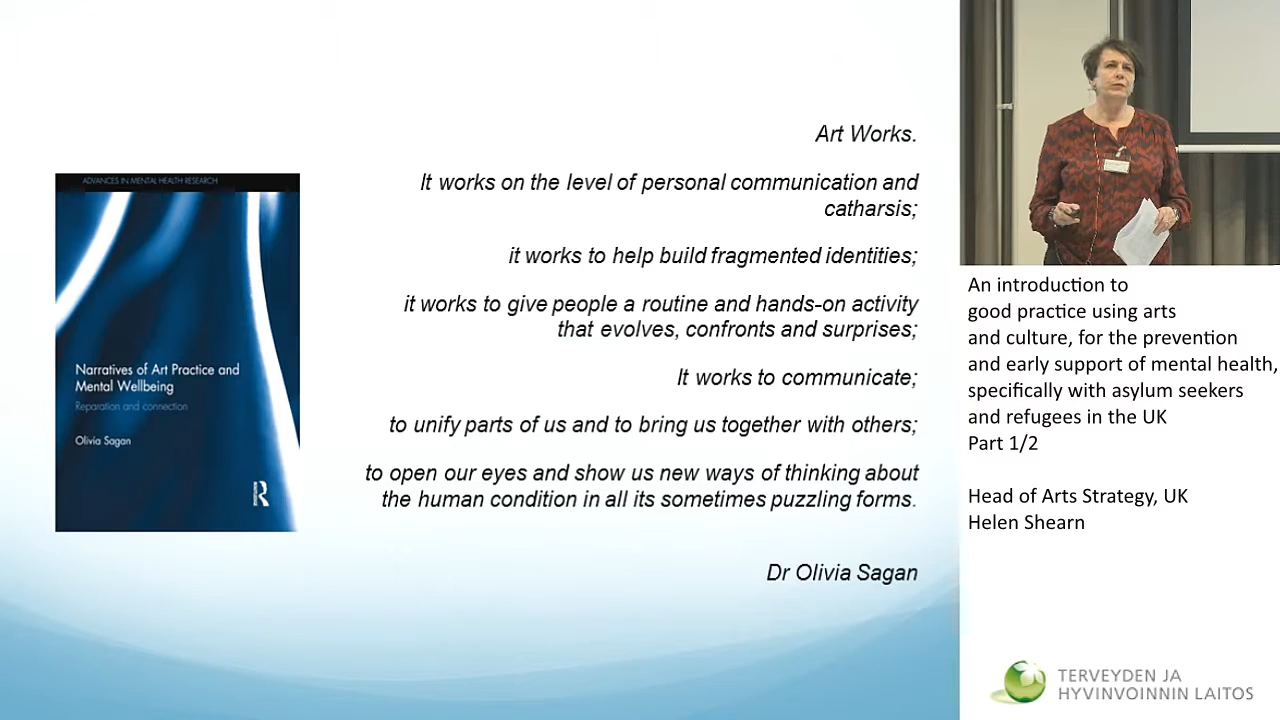 Art Works.
It works on the level of personal communication and
catharsis;
it works to help build fragmented identities;
it works to give people a routine and hands-on activity
that evolves, confronts and surprises;
It works to communicate;
to unify parts of us and to bring us together with others;
to open our eyes and show us new ways of thinking about
the human condition in all its sometimes puzzling forms.
Dr Olivia Sagan
ADVANCES IN MENTAL HEALTH RESEARCH
Narratives of Art Practice and
Mental Wellbeing
Reparation and connection
Olivia Sagan
R
An introduction to
good practice using arts
and culture, for the prevention
and early support of mental health,
specifically with asylum seekers
and refugees in the UK
Part 1/2
Head of Arts Strategy, UK
Helen Shearn
TERVEYDEN JA
HYVINVOINNIN LAITOS